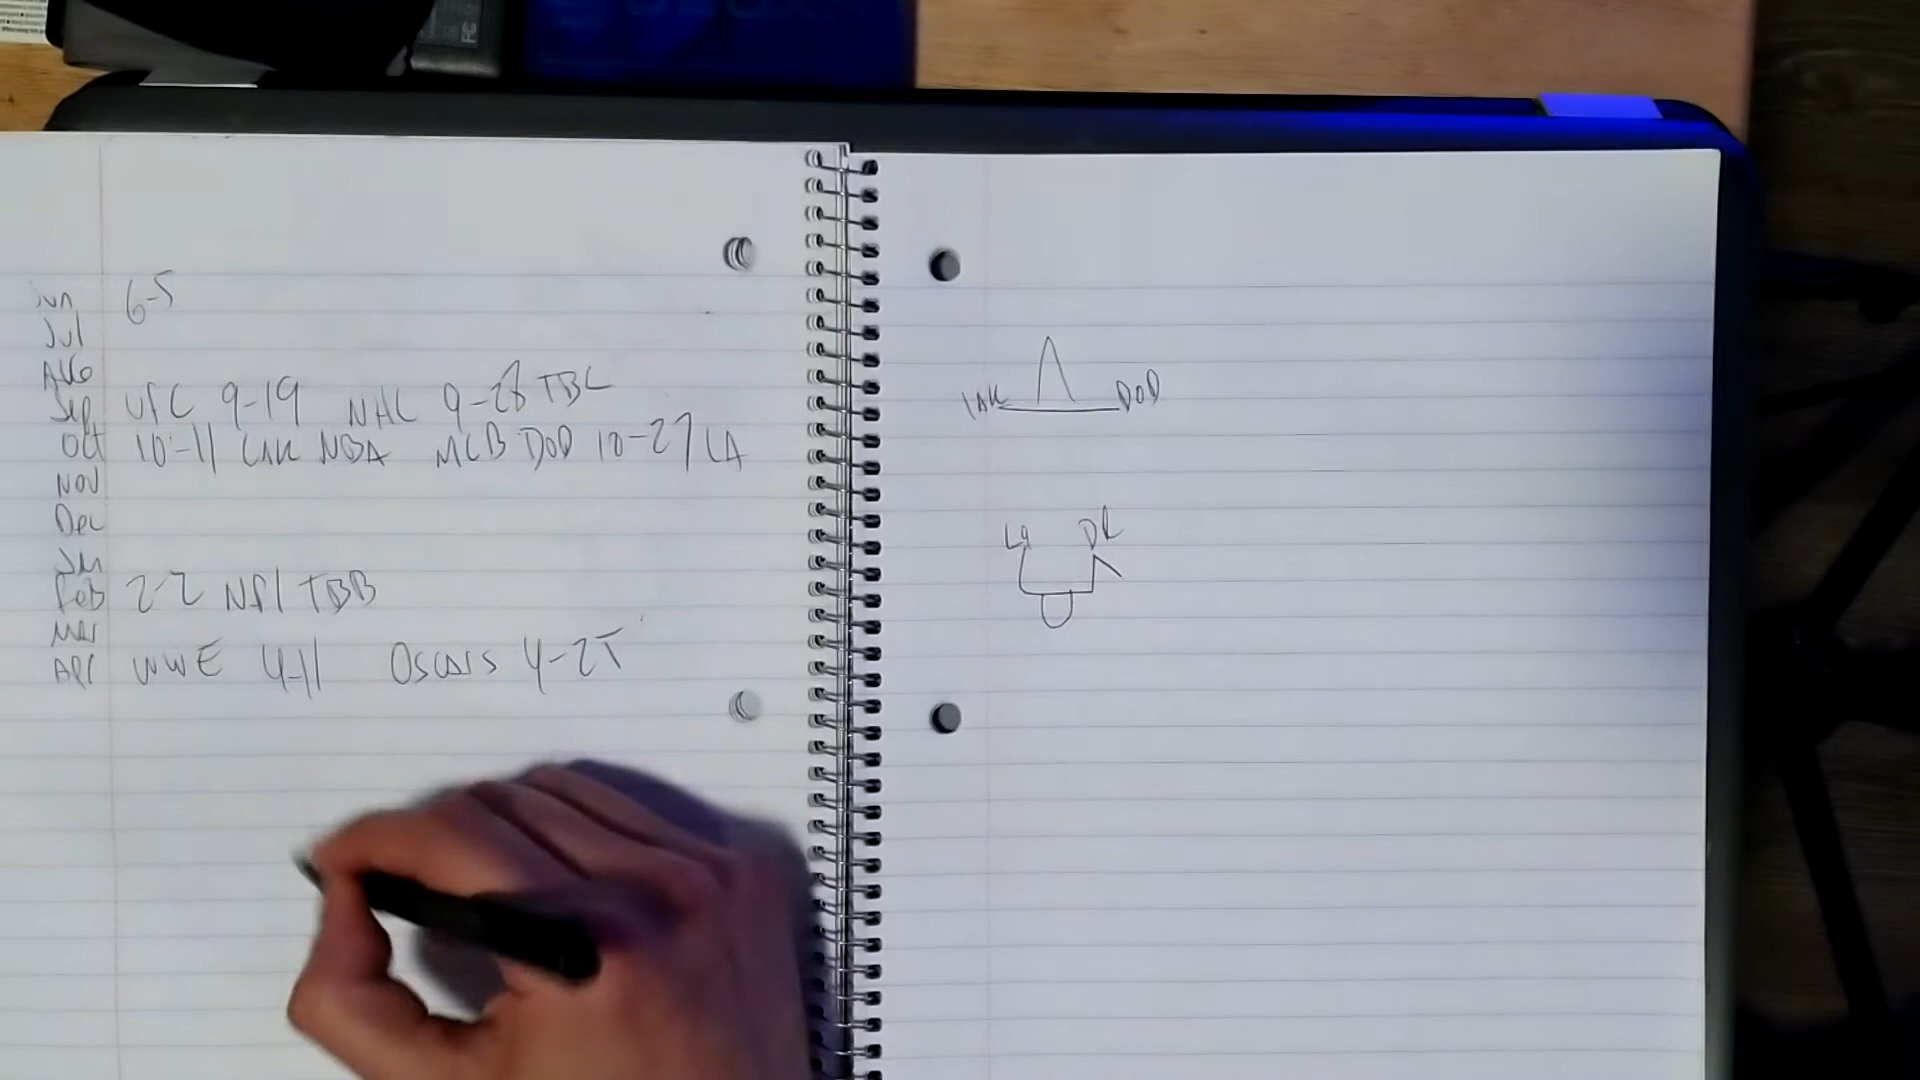 Jun 6-5
Jul
AUG
Sep UFC 9-19 NHL 9-28 TBL
Oct 10-11 LAK NBA MLB DOD 10-27 LA
NOV
Dec
Jan
Feb 2-2 NFL TBB
MAR
APR WWE 4-11 OSCARS 4-25
LAK DOD
LA DR
FC